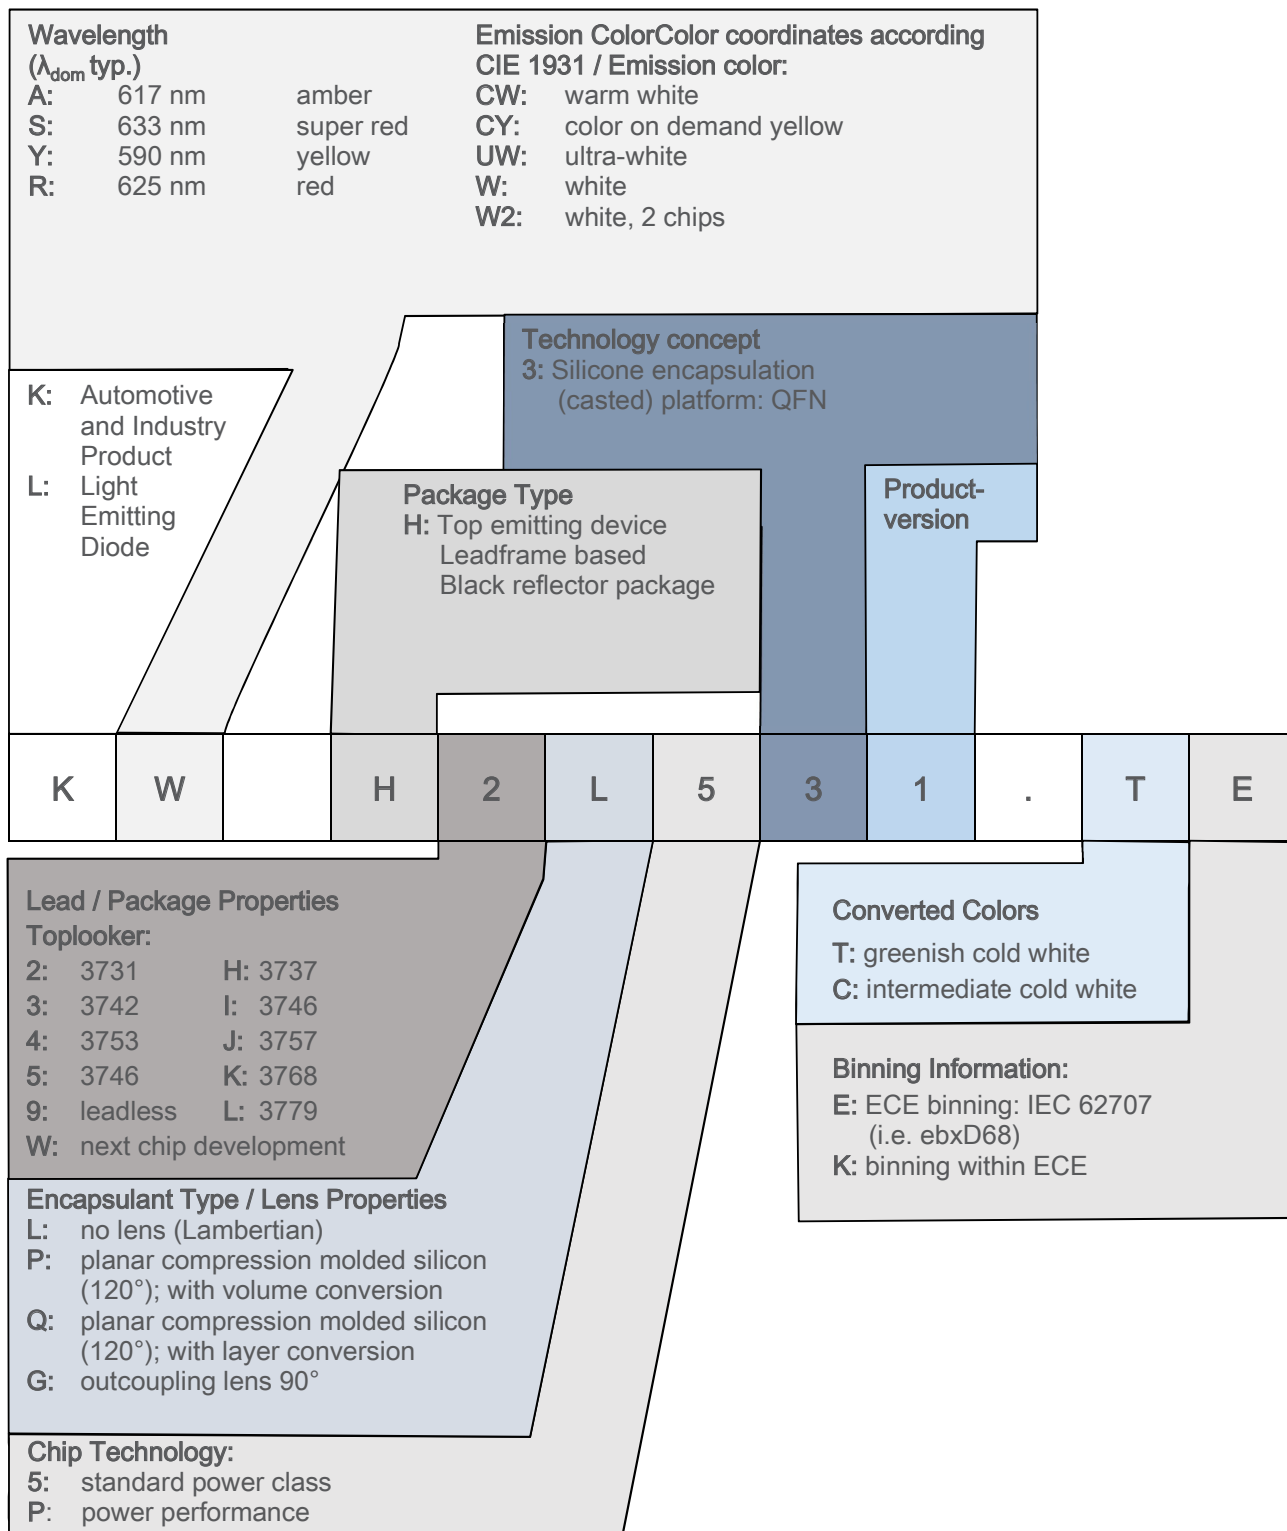 Wavelength
(λdom typ.)
A: 617 nm amber
S: 633 nm super red
Y: 590 nm yellow
R: 625 nm red
Emission ColorColor coordinates according
CIE 1931 / Emission color:
CW: warm white
CY: color on demand yellow
UW: ultra-white
W: white
W2: white, 2 chips
Technology concept
3: Silicone encapsulation
(casted) platform: QFN
K: Automotive
and Industry
Product
L: Light
Emitting
Diode
Package Type
H: Top emitting device
Leadframe based
Black reflector package
Product-
version
K W H 2 L 5 3 1 . T E
Lead / Package Properties
Toplooker:
2: 3731 H: 3737
3: 3742 I: 3746
4: 3753 J: 3757
5: 3746 K: 3768
9: leadless L: 3779
W: next chip development
Converted Colors
T: greenish cold white
C: intermediate cold white
Binning Information:
E: ECE binning: IEC 62707
(i.e. ebxD68)
K: binning within ECE
Encapsulant Type / Lens Properties
L: no lens (Lambertian)
P: planar compression molded silicon
(120°); with volume conversion
Q: planar compression molded silicon
(120°); with layer conversion
G: outcoupling lens 90°
Chip Technology:
5: standard power class
P: power performance